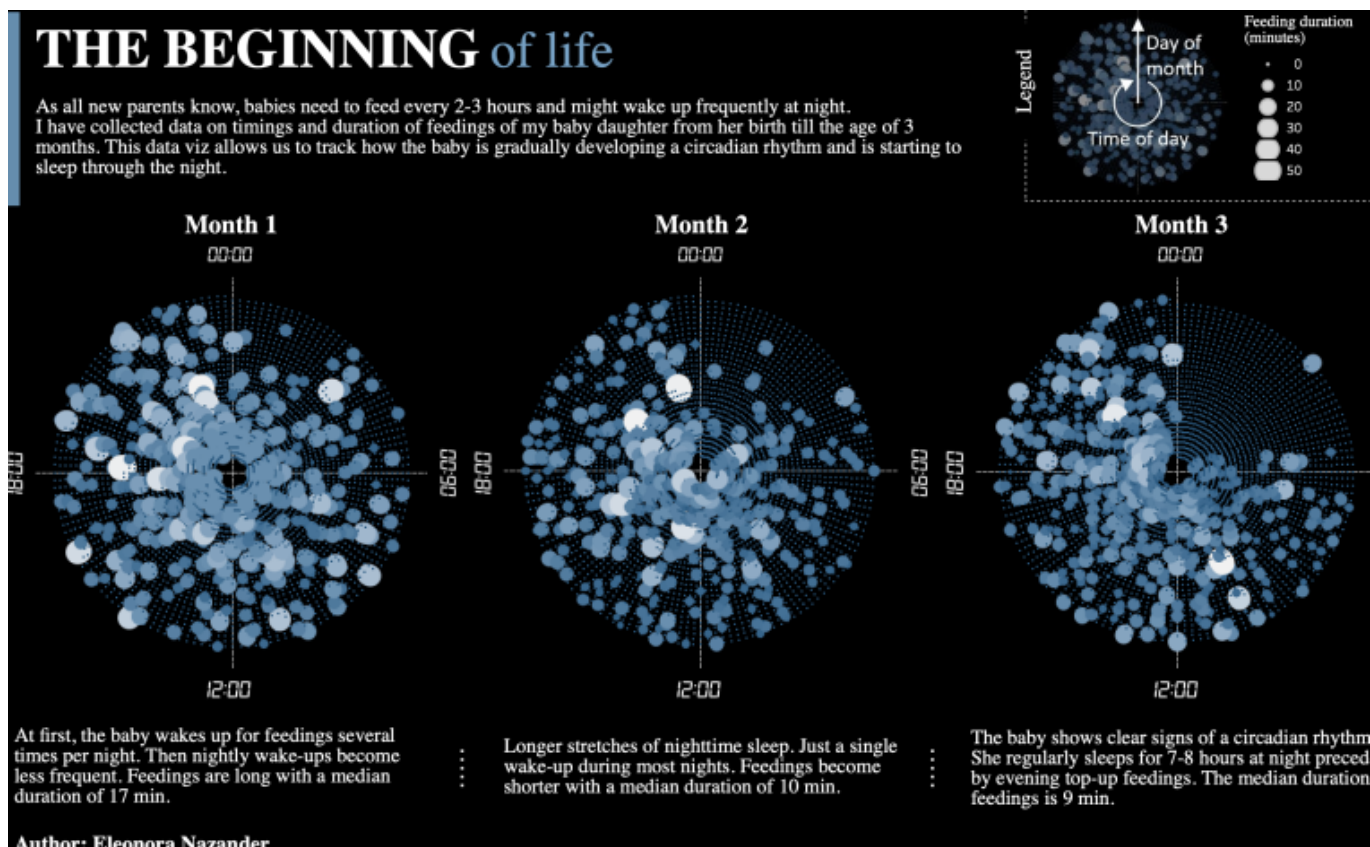 THE BEGINNING of life
As all new parents know, babies need to feed every 2-3 hours and might wake up frequently at night.
I have collected data on timings and duration of feedings of my baby daughter from her birth till the age of 3
months. This data viz allows us to track how the baby is gradually developing a circadian rhythm and is starting to
sleep through the night.
Legend
Day of
month
Time of day
Feeding duration
(minutes)
0
10
20
30
40
50
Month 1
00:00
18:00
06:00
12:00
Month 2
00:00
18:00
06:00
12:00
Month 3
00:00
18:00
12:00
At first, the baby wakes up for feedings several
times per night. Then nightly wake-ups become
less frequent. Feedings are long with a median
duration of 17 min.
Longer stretches of nighttime sleep. Just a single
wake-up during most nights. Feedings become
shorter with a median duration of 10 min.
The baby shows clear signs of a circadian rhythm
She regularly sleeps for 7-8 hours at night preced
by evening top-up feedings. The median duration
feedings is 9 min.
Author: Eleonora Nazander